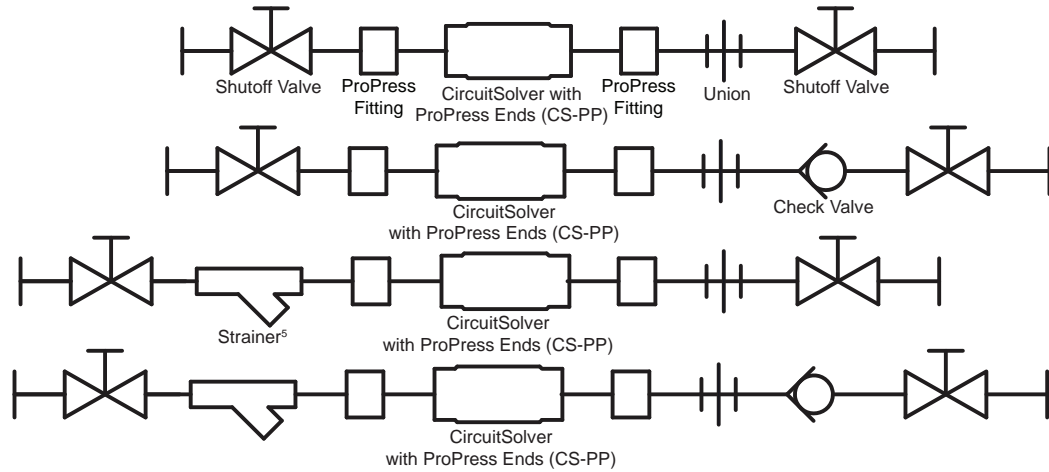 Shutoff Valve
ProPress
Fitting
CircuitSolver with
ProPress Ends (CS-PP)
ProPress
Fitting
Union
Shutoff Valve
CircuitSolver
with ProPress Ends (CS-PP)
Check Valve
Strainer⁵
CircuitSolver
with ProPress Ends (CS-PP)
CircuitSolver
with ProPress Ends (CS-PP)